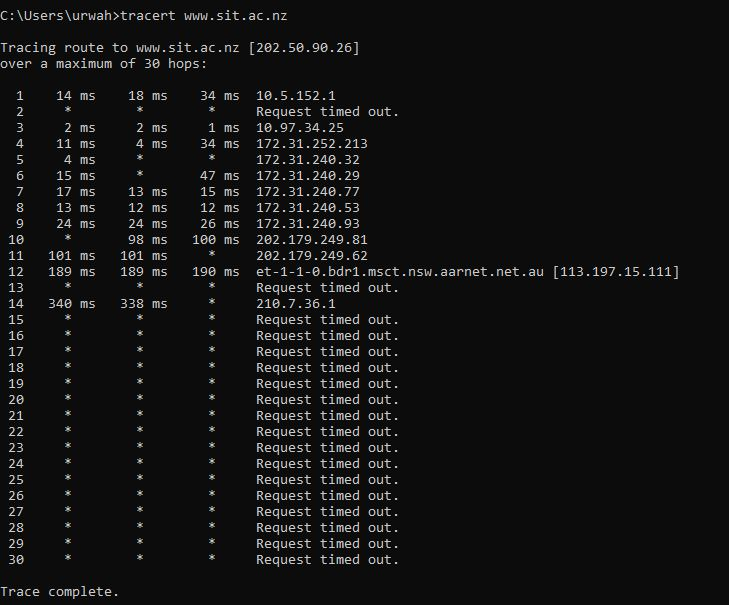 C:\Users\urwah>tracert www.sit.ac.nz
Tracing route to www.sit.ac.nz [202.50.90.26]
over a maximum of 30 hops:
1 14 ms 18 ms 34 ms 10.5.152.1
2 * * * Request timed out.
3 2 ms 2 ms 1 ms 10.97.34.25
4 11 ms 4 ms 34 ms 172.31.252.213
5 4 ms * * 172.31.240.32
6 15 ms * 47 ms 172.31.240.29
7 17 ms 13 ms 15 ms 172.31.240.77
8 13 ms 12 ms 12 ms 172.31.240.53
9 24 ms 24 ms 26 ms 172.31.240.93
10 * 98 ms 100 ms 202.179.249.81
11 101 ms 101 ms * 202.179.249.62
12 189 ms 189 ms 190 ms et-1-1-0.bdr1.msct.nsw.aarnet.net.au [113.197.15.111]
13 * * * Request timed out.
14 340 ms 338 ms * 210.7.36.1
15 * * * Request timed out.
16 * * * Request timed out.
17 * * * Request timed out.
18 * * * Request timed out.
19 * * * Request timed out.
20 * * * Request timed out.
21 * * * Request timed out.
22 * * * Request timed out.
23 * * * Request timed out.
24 * * * Request timed out.
25 * * * Request timed out.
26 * * * Request timed out.
27 * * * Request timed out.
28 * * * Request timed out.
29 * * * Request timed out.
30 * * * Request timed out.
Trace complete.